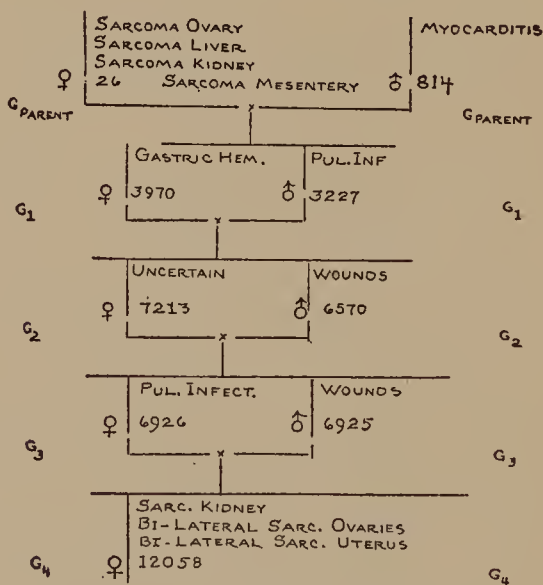 SARCOMA OVARY
SARCOMA LIVER
SARCOMA KIDNEY
♀ 26 SARCOMA MESENTERY
MYOCARDITIS
♂ 814
GPARENT GPARENT
GASTRIC HEM. PUL. INF
♀ 3970 ♂ 3227
G1 G1
UNCERTAIN WOUNDS
♀ 7213 ♂ 6570
G2 G2
PUL. INFECT. WOUNDS
♀ 6926 ♂ 6925
G3 G3
SARC. KIDNEY
BI-LATERAL SARC. OVARIES
BI-LATERAL SARC. UTERUS
G4 ♀ 12058 G4